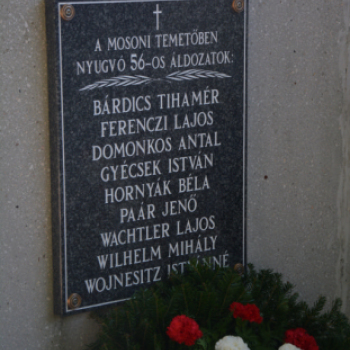 A MOSONI TEMETŐBEN
NYUGVÓ 56-OS ÁLDOZATOK:
BÁRDICS TIHAMÉR
FERENCZI LAJOS
DOMONKOS ANTAL
GYÉCSEK ISTVÁN
HORNYÁK BÉLA
PAÁR JENŐ
WACHTLER LAJOS
WILHELM MIHÁLY
WOJNESITZ ISTVÁNNÉ